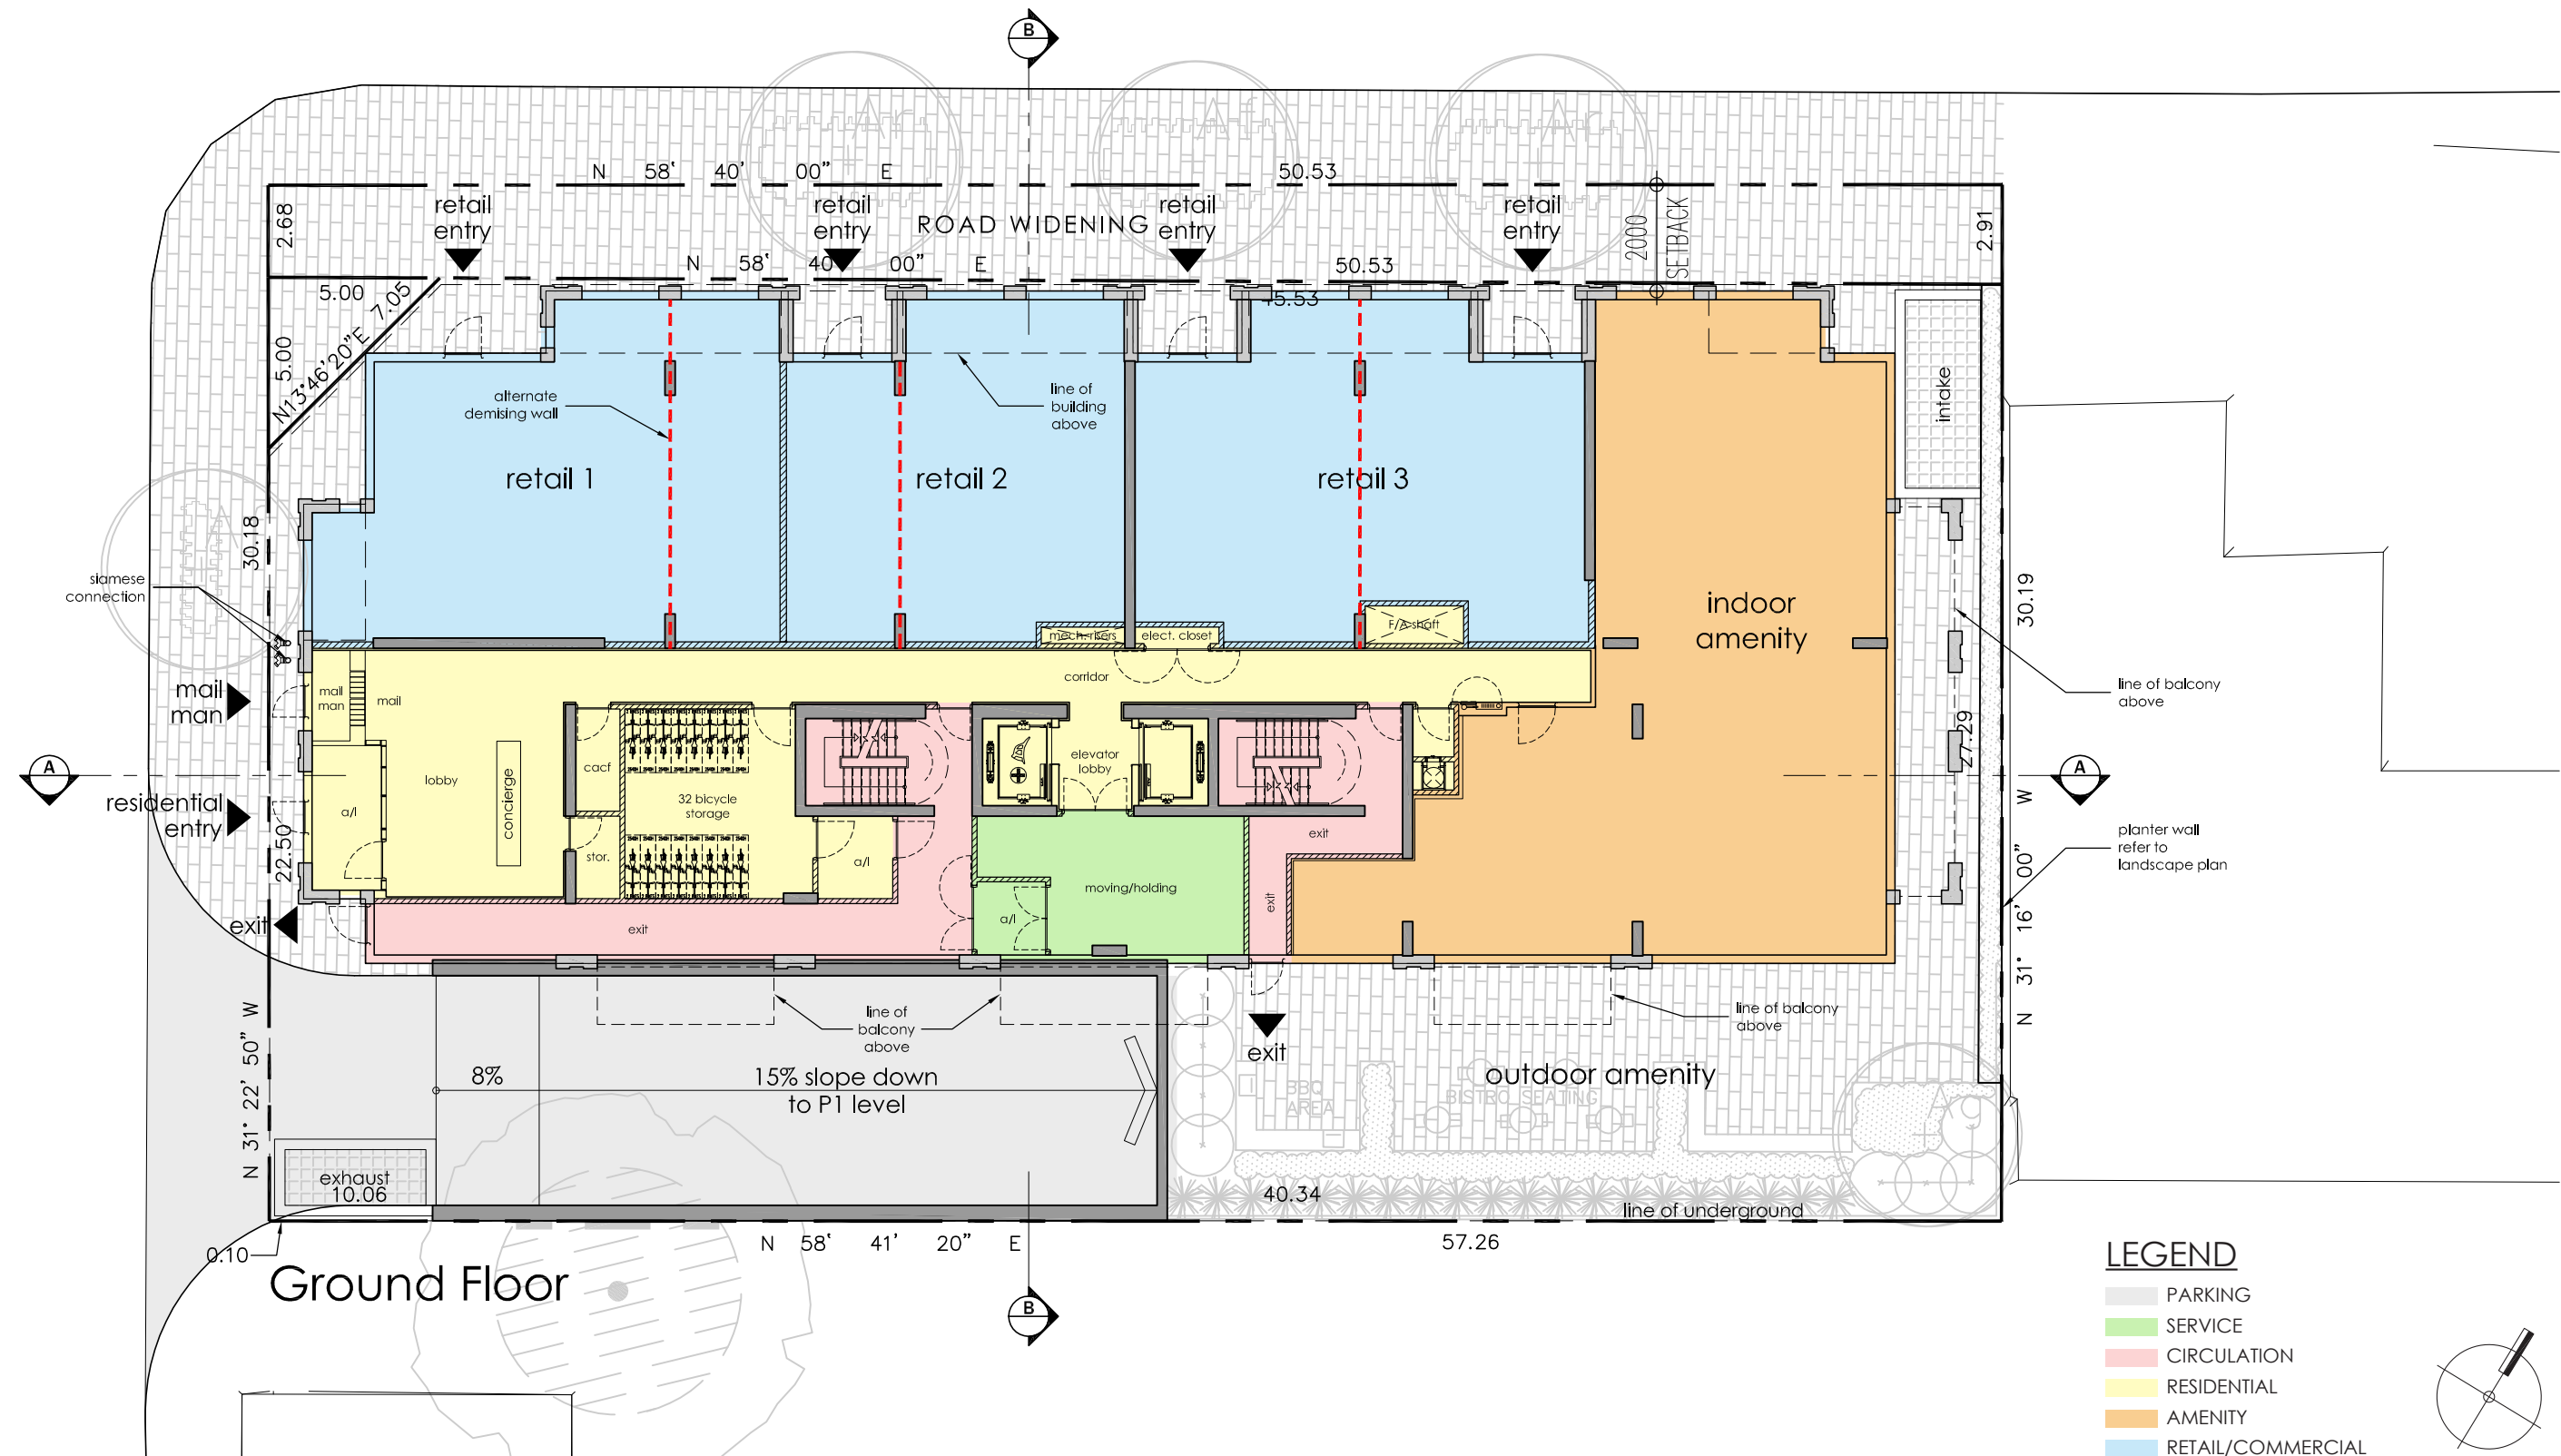 B
N 58' 40' 00" E
50.53
retail
entry
retail
entry
ROAD WIDENING
retail
entry
retail
entry
2000
SETBACK
2.68
2.91
N 58' 40' 00" E
50.53
45.53
5.00
7.05
5.00
N13°46'20"E
alternate
demising wall
line of
building
above
intake
retail 1
retail 2
retail 3
30.18
siamese
connection
indoor
amenity
30.19
mech. risers
elect. closet
F/A shaft
corridor
mail
man
mail
man
mail
line of balcony
above
27.29
A
lobby
concierge
cacf
32 bicycle
storage
elevator
lobby
A
residential
entry
a/l
22.50
stor.
a/l
exit
planter wall
refer to
landscape plan
moving/holding
exit
exit
exit
a/l
N 31° 16' 00" W
N 31° 22' 50" W
line of
balcony
above
line of balcony
above
exit
8%
15% slope down
to P1 level
outdoor amenity
BBQ
AREA
BISTRO SEATING
exhaust
10.06
40.34
line of underground
0.10
N 58' 41' 20" E
57.26
Ground Floor
B
LEGEND
PARKING
SERVICE
CIRCULATION
RESIDENTIAL
AMENITY
RETAIL/COMMERCIAL